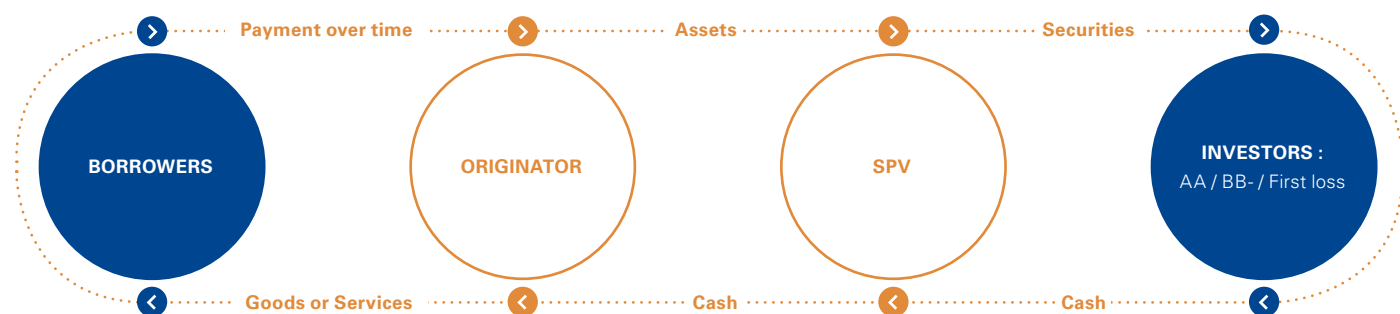 Payment over time
Assets
Securities
BORROWERS
ORIGINATOR
SPV
INVESTORS :
AA / BB- / First loss
Goods or Services
Cash
Cash